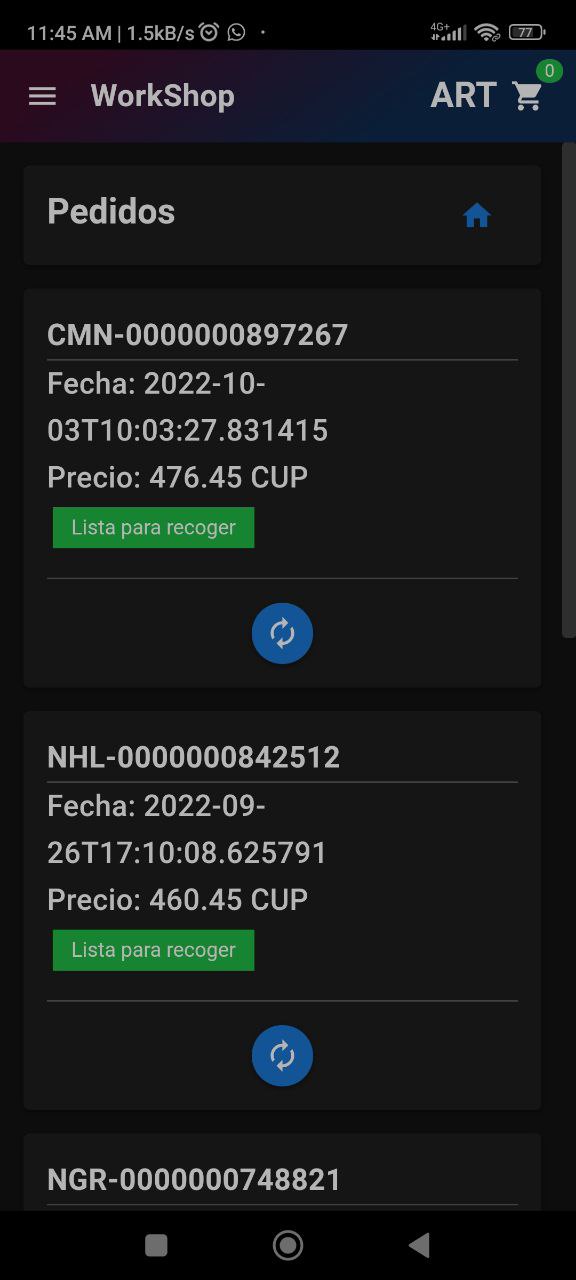 11:45 AM | 1.5kB/s
4G+
77
WorkShop
ART
0
Pedidos
CMN-0000000897267
Fecha: 2022-10-
03T10:03:27.831415
Precio: 476.45 CUP
Lista para recoger
NHL-0000000842512
Fecha: 2022-09-
26T17:10:08.625791
Precio: 460.45 CUP
Lista para recoger
NGR-0000000748821